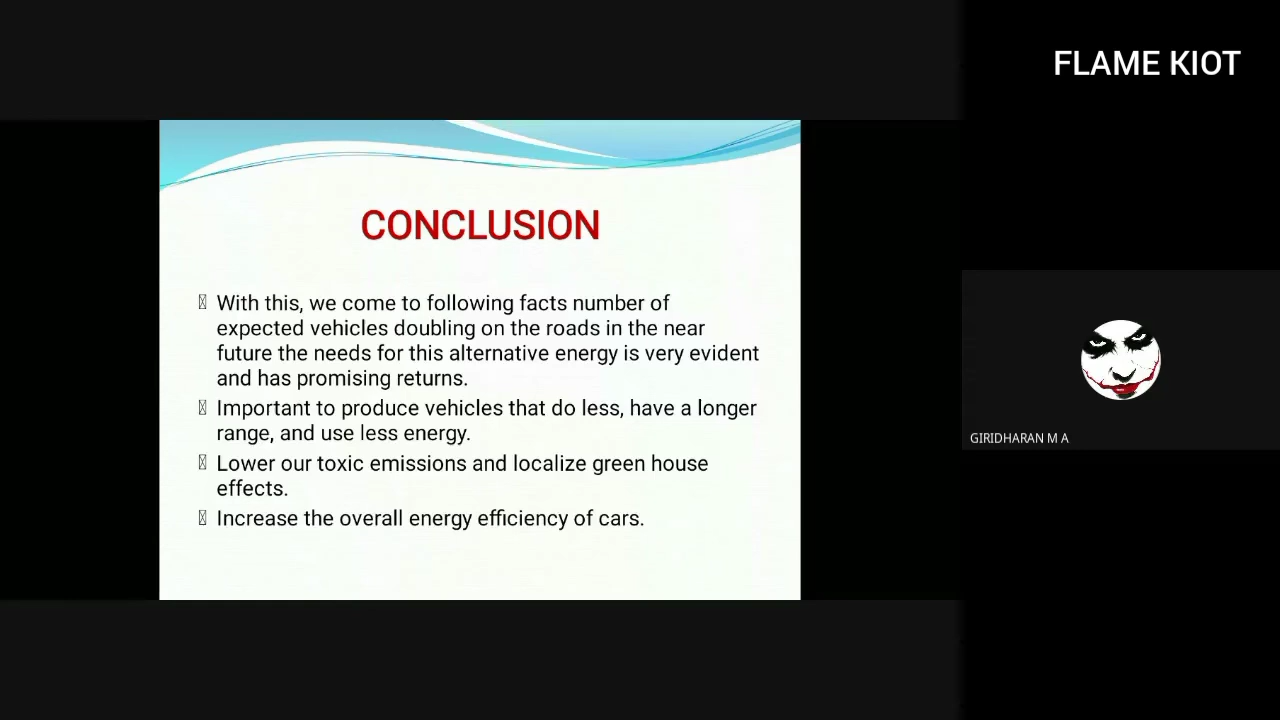 FLAME KIOT
CONCLUSION
With this, we come to following facts number of
expected vehicles doubling on the roads in the near
future the needs for this alternative energy is very evident
and has promising returns.
Important to produce vehicles that do less, have a longer
range, and use less energy.
Lower our toxic emissions and localize green house
effects.
Increase the overall energy efficiency of cars.
GIRIDHARAN M A